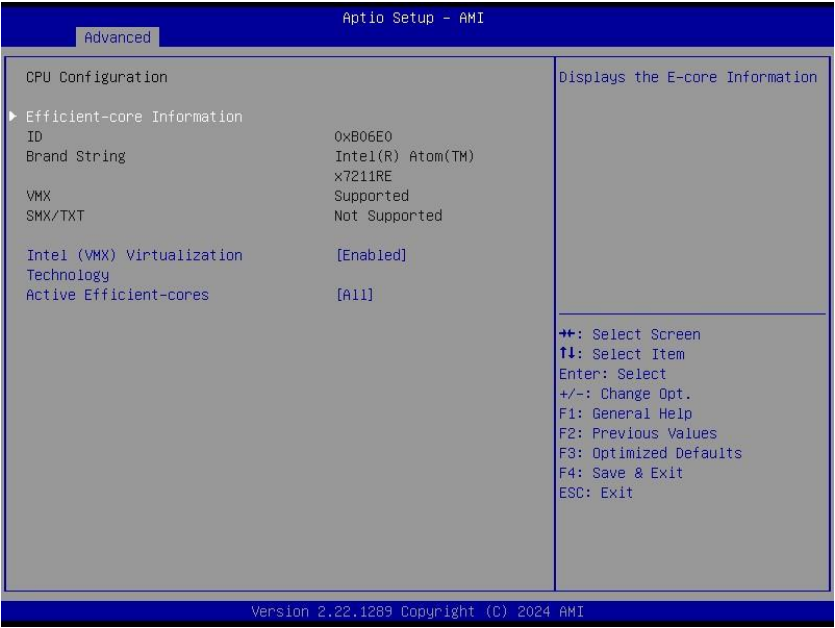 Aptio Setup – AMI
Advanced
CPU Configuration
Efficient-core Information
ID 0xB06E0
Brand String Intel(R) Atom(TM)
x7211RE
VMX Supported
SMX/TXT Not Supported
Intel (VMX) Virtualization [Enabled]
Technology
Active Efficient-cores [All]
Displays the E-core Information
→←: Select Screen
↑↓: Select Item
Enter: Select
+/-: Change Opt.
F1: General Help
F2: Previous Values
F3: Optimized Defaults
F4: Save & Exit
ESC: Exit
Version 2.22.1289 Copyright (C) 2024 AMI